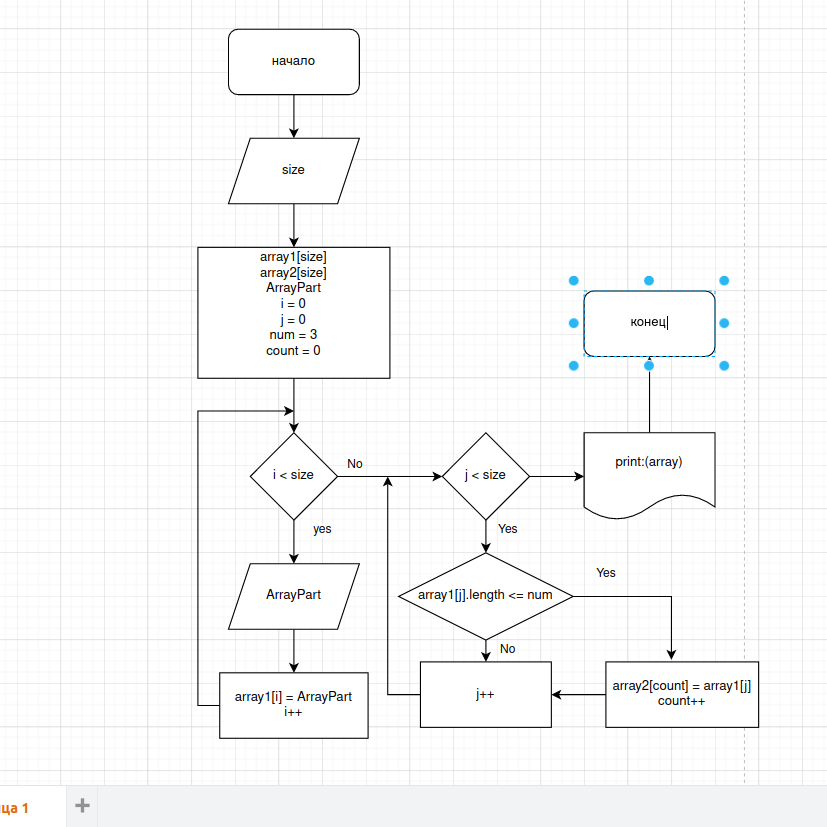 начало
size
array1[size]
array2[size]
ArrayPart
i = 0
j = 0
num = 3
count = 0
конец
i < size
No
j < size
print:(array)
yes
Yes
ArrayPart
array1[j].length <= num
Yes
No
array1[i] = ArrayPart
i++
j++
array2[count] = array1[j]
count++
ца 1